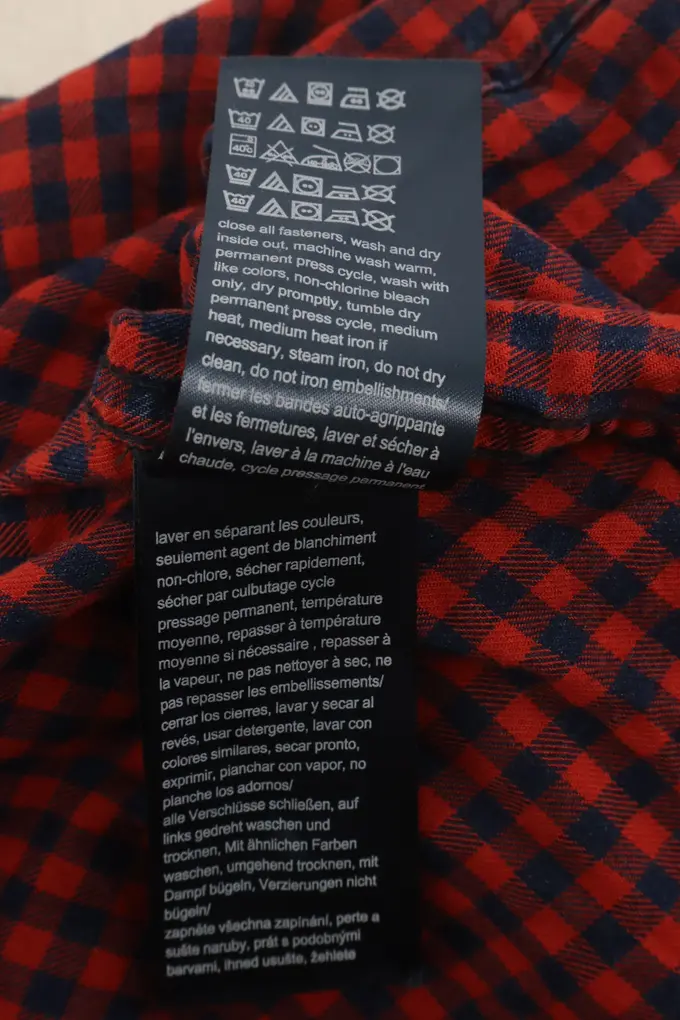 40
40°C
40
40
close all fasteners, wash and dry
inside out, machine wash warm,
permanent press cycle, wash with
like colors, non-chlorine bleach
only, dry promptly, tumble dry
permanent press cycle, medium
heat, medium heat iron if
necessary, steam iron, do not dry
clean, do not iron embellishments/
fermer les bandes auto-agrippante
et les fermetures, laver et sécher à
l'envers, laver à la machine à l'eau
chaude, cycle pressage permanent
laver en séparant les couleurs,
seulement agent de blanchiment
non-chlore, sécher rapidement,
sécher par culbutage cycle
pressage permanent, température
moyenne, repasser à température
moyenne si nécessaire , repasser à
la vapeur, ne pas nettoyer à sec, ne
pas repasser les embellissements/
cerrar los cierres, lavar y secar al
revés, usar detergente, lavar con
colores similares, secar pronto,
exprimir, planchar con vapor, no
planche los adornos/
alle Verschlüsse schließen, auf
links gedreht waschen und
trocknen, Mit ähnlichen Farben
waschen, umgehend trocknen, mit
Dampf bügeln, Verzierungen nicht
bügeln/
zapněte všechna zapínání, perte a
sušte naruby, prát s podobnými
barvami, ihned usušte, žehlete